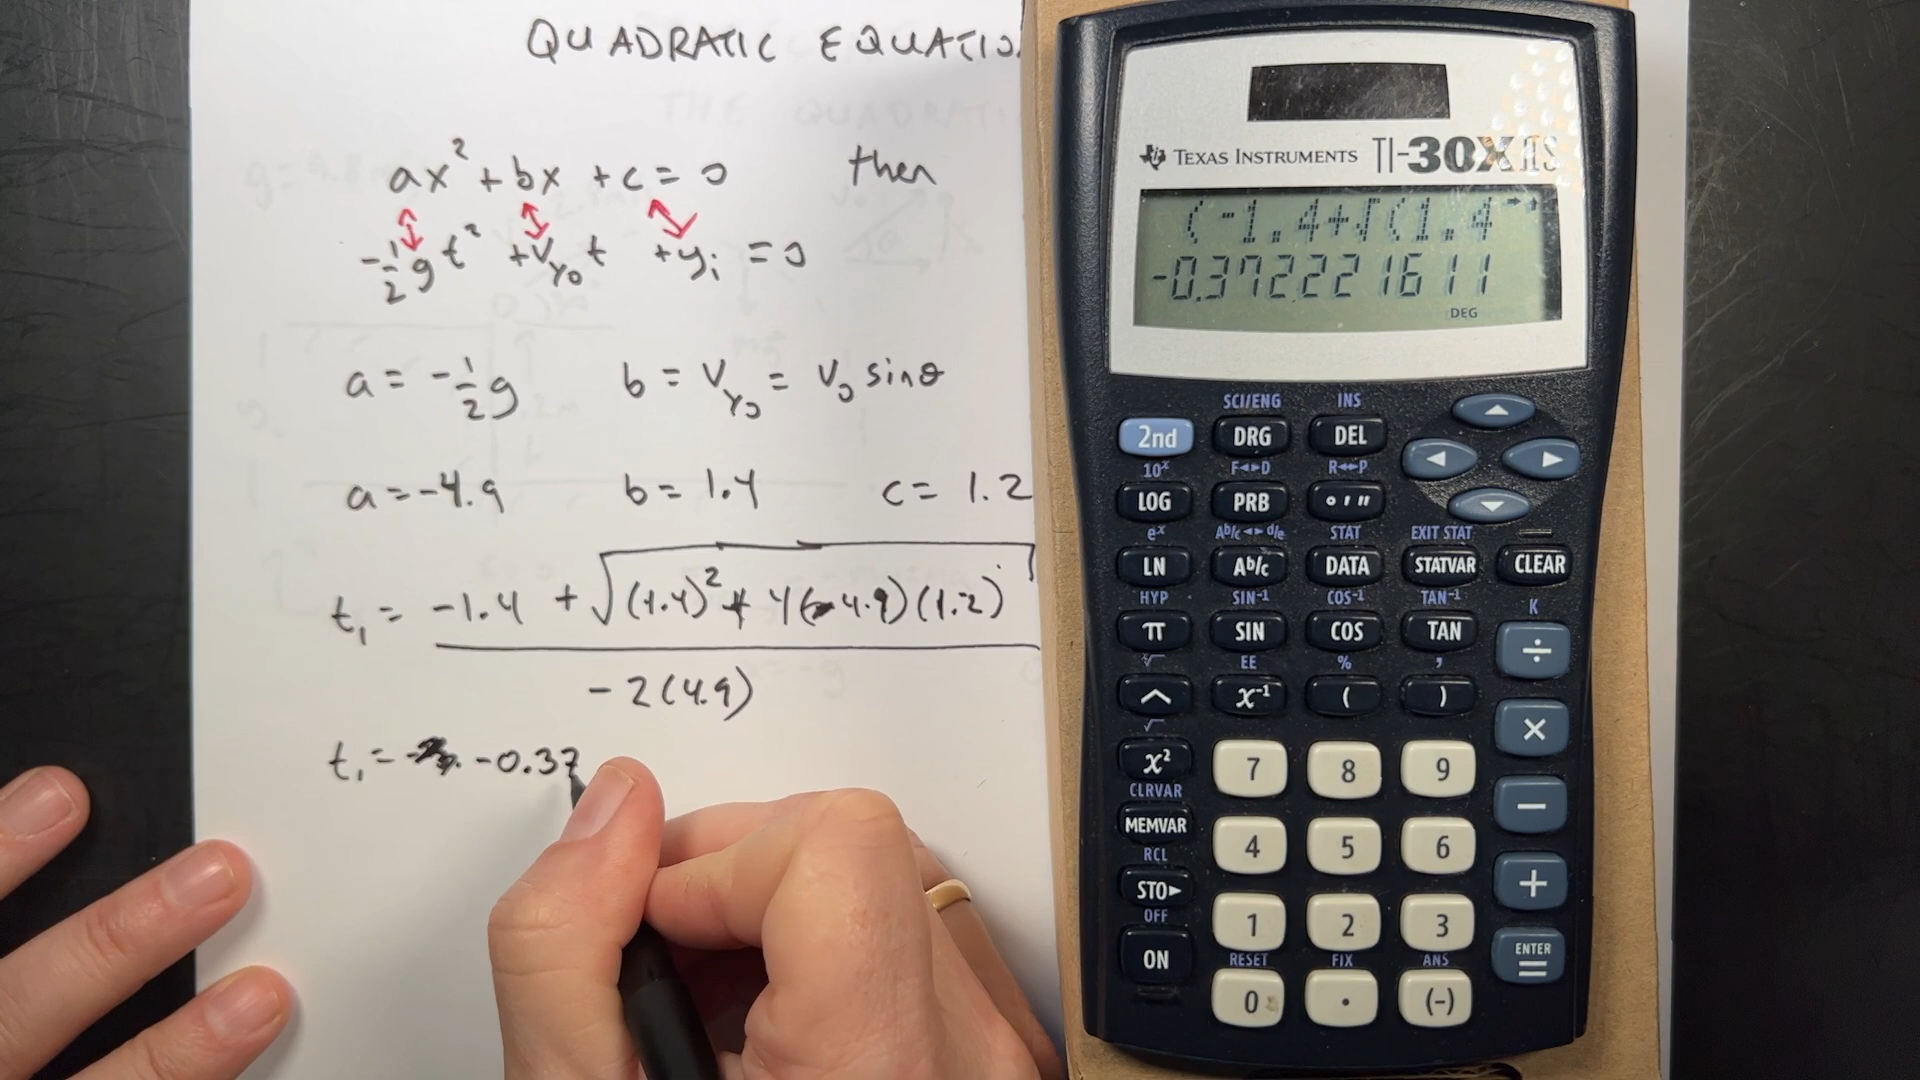 QUADRATIC EQUATIO
ax² + bx + c = 0 then
-½gt² + v_y0 t + y_i = 0
a = -½g b = v_y0 = v_0 sinθ
a = -4.9 b = 1.4 c = 1.2
t_1 = -1.4 + √(1.4)² + 4(4.9)(1.2)
-2(4.9)
t_1 = -0.37
TEXAS INSTRUMENTS TI-30X IIS
(-1.4+√(1.4
-0.372221611
DEG
SCI/ENG INS
2nd DRG DEL
10ˣ F◄►D R◄►P
LOG PRB ° ' "
eˣ Ab/c ◄► d/e STAT EXIT STAT
LN Ab/c DATA STATVAR CLEAR
HYP SIN⁻¹ COS⁻¹ TAN⁻¹ K
π SIN COS TAN ÷
ˣ√ EE % ,
^ x⁻¹ ( ) ×
√
x² 7 8 9 −
CLRVAR
MEMVAR 4 5 6 +
RCL
STO► 1 2 3 ENTER =
OFF RESET FIX ANS
ON 0 . (-)